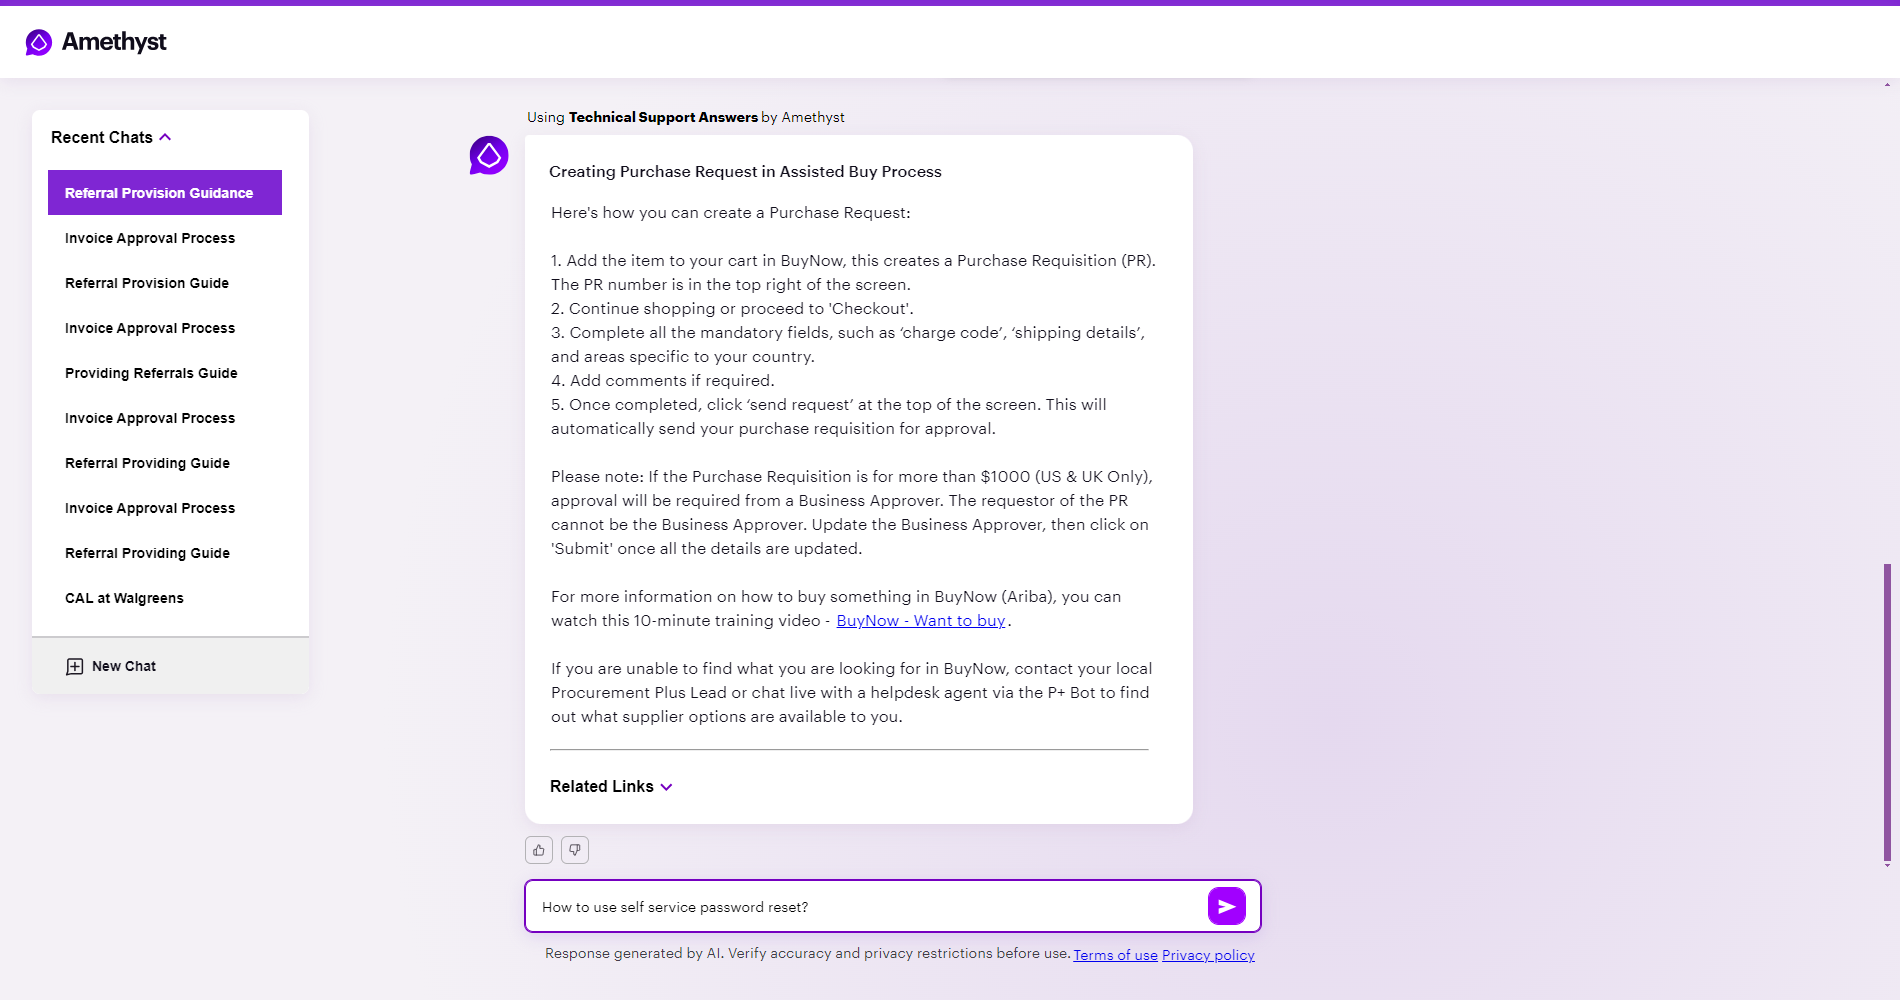 Amethyst
Recent Chats
Referral Provision Guidance
Invoice Approval Process
Referral Provision Guide
Invoice Approval Process
Providing Referrals Guide
Invoice Approval Process
Referral Providing Guide
Invoice Approval Process
Referral Providing Guide
CAL at Walgreens
New Chat
Using Technical Support Answers by Amethyst
Creating Purchase Request in Assisted Buy Process
Here's how you can create a Purchase Request:
1. Add the item to your cart in BuyNow, this creates a Purchase Requisition (PR).
The PR number is in the top right of the screen.
2. Continue shopping or proceed to 'Checkout'.
3. Complete all the mandatory fields, such as ‘charge code’, ‘shipping details’,
and areas specific to your country.
4. Add comments if required.
5. Once completed, click ‘send request’ at the top of the screen. This will
automatically send your purchase requisition for approval.
Please note: If the Purchase Requisition is for more than $1000 (US & UK Only),
approval will be required from a Business Approver. The requestor of the PR
cannot be the Business Approver. Update the Business Approver, then click on
'Submit' once all the details are updated.
For more information on how to buy something in BuyNow (Ariba), you can
watch this 10-minute training video - BuyNow - Want to buy.
If you are unable to find what you are looking for in BuyNow, contact your local
Procurement Plus Lead or chat live with a helpdesk agent via the P+ Bot to find
out what supplier options are available to you.
Related Links
How to use self service password reset?
Response generated by AI. Verify accuracy and privacy restrictions before use. Terms of use Privacy policy